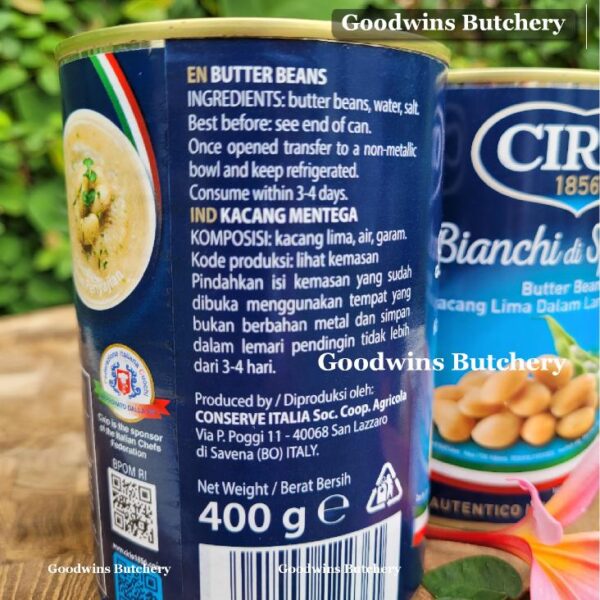 Goodwins Butchery
EN BUTTER BEANS
INGREDIENTS: butter beans, water, salt.
Best before: see end of can.
Once opened transfer to a non-metallic
bowl and keep refrigerated.
Consume within 3-4 days.
IND KACANG MENTEGA
KOMPOSISI: kacang lima, air, garam.
Kode produksi: lihat kemasan
Pindahkan isi kemasan yang sudah
dibuka menggunakan tempat yang
bukan berbahan metal dan simpan
dalam lemari pendingin tidak lebih
dari 3-4 hari.
Produced by / Diproduksi oleh:
CONSERVE ITALIA Soc. Coop. Agricola
Via P. Poggi 11 - 40068 San Lazzaro
di Savena (BO) ITALY.
Net Weight / Berat Bersih
400 g e
Cirio is the sponsor
of the Italian Chefs
Federation
BPOM RI
CIR
1856
Bianchi di S
Butter Bean
acang Lima Dalam Lar
Goodwins Butchery
AUTENTICO
Goodwins Butchery
Goodwins Butchery